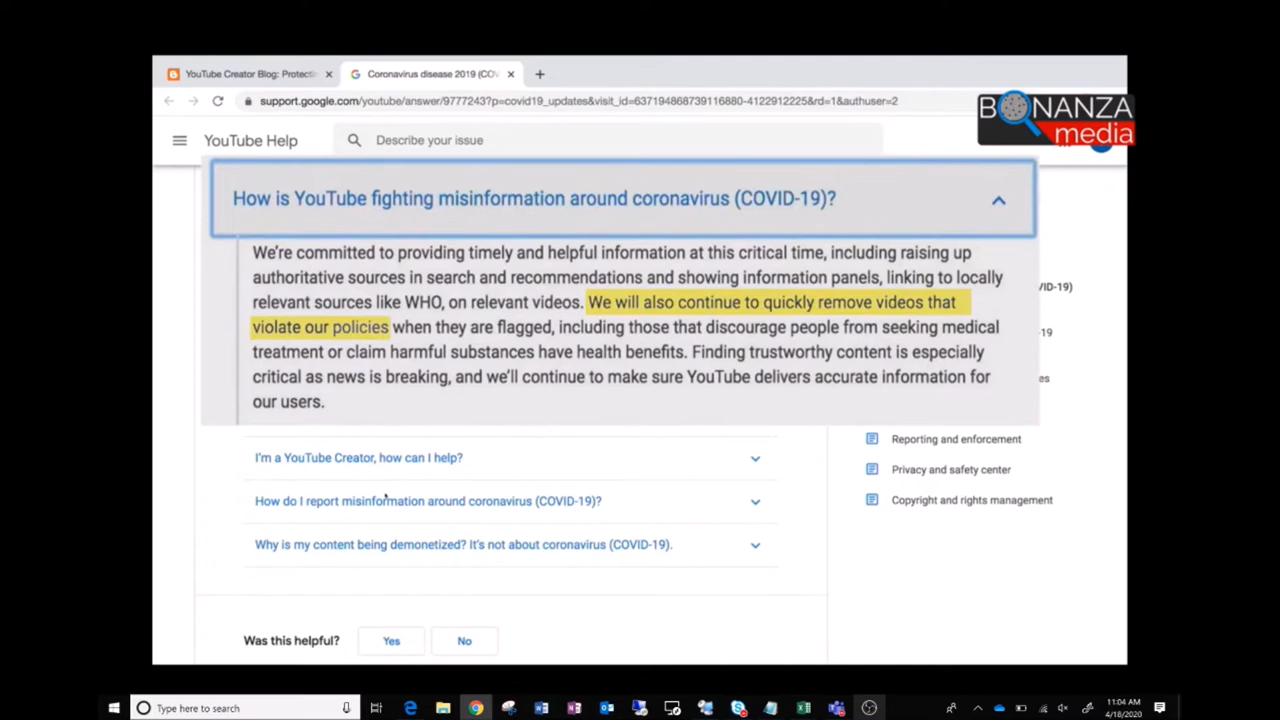 YouTube Creator Blog: Protectin
Coronavirus disease 2019 (COV
support.google.com/youtube/answer/9777243?p=covid19_updates&visit_id=637194868739116880-4122912225&rd=1&authuser=2
BONANZA
media
YouTube Help
Describe your issue
How is YouTube fighting misinformation around coronavirus (COVID-19)?
We're committed to providing timely and helpful information at this critical time, including raising up
authoritative sources in search and recommendations and showing information panels, linking to locally
relevant sources like WHO, on relevant videos. We will also continue to quickly remove videos that
violate our policies when they are flagged, including those that discourage people from seeking medical
treatment or claim harmful substances have health benefits. Finding trustworthy content is especially
critical as news is breaking, and we'll continue to make sure YouTube delivers accurate information for
our users.
ID-19)
-19
es
I'm a YouTube Creator, how can I help?
How do I report misinformation around coronavirus (COVID-19)?
Why is my content being demonetized? It's not about coronavirus (COVID-19).
Reporting and enforcement
Privacy and safety center
Copyright and rights management
Was this helpful?
Yes
No
Type here to search
11:04 AM
4/18/2020